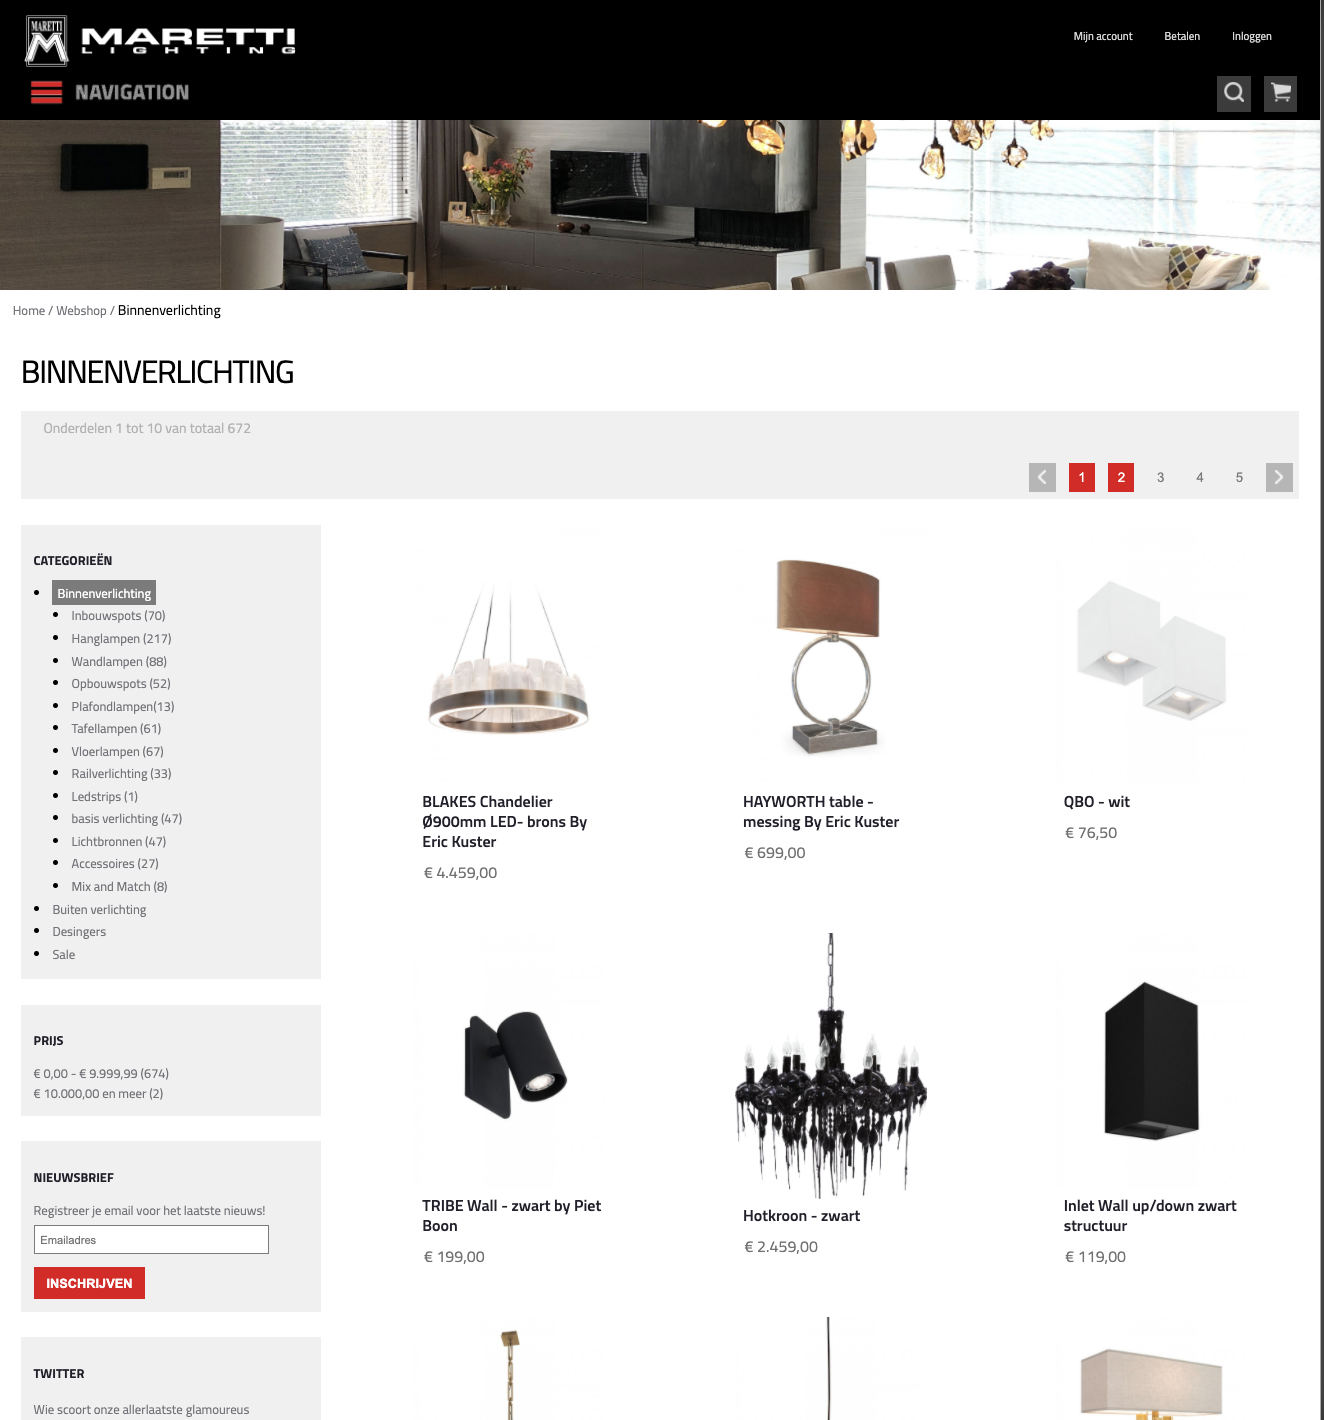 MARETTI
MARETTI
LIGHTING
Mijn account
Betalen
Inloggen
NAVIGATION
Home / Webshop / Binnenverlichting
BINNENVERLICHTING
Onderdelen 1 tot 10 van totaal 672
1 2 3 4 5
CATEGORIEËN
Binnenverlichting
Inbouwspots (70)
Hanglampen (217)
Wandlampen (88)
Opbouwspots (52)
Plafondlampen(13)
Tafellampen (61)
Vloerlampen (67)
Railverlichting (33)
Ledstrips (1)
basis verlichting (47)
Lichtbronnen (47)
Accessoires (27)
Mix and Match (8)
Buiten verlichting
Desingers
Sale
PRIJS
€ 0,00 - € 9.999,99 (674)
€ 10.000,00 en meer (2)
NIEUWSBRIEF
Registreer je email voor het laatste nieuws!
Emailadres
INSCHRIJVEN
TWITTER
Wie scoort onze allerlaatste glamoureus
BLAKES Chandelier
Ø900mm LED- brons By
Eric Kuster
€ 4.459,00
HAYWORTH table -
messing By Eric Kuster
€ 699,00
QBO - wit
€ 76,50
TRIBE Wall - zwart by Piet
Boon
€ 199,00
Hotkroon - zwart
€ 2.459,00
Inlet Wall up/down zwart
structuur
€ 119,00